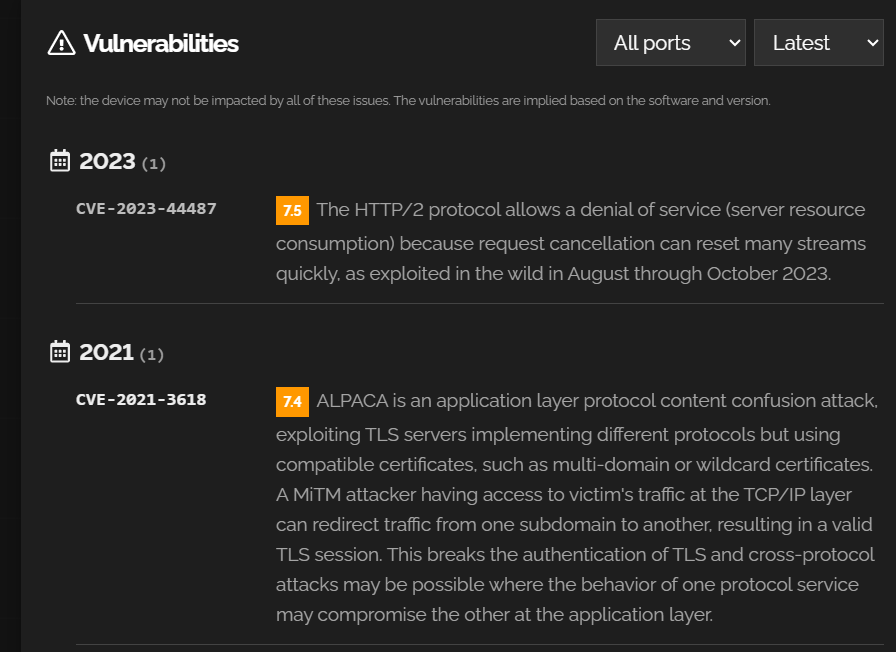 Vulnerabilities
All ports
Latest
Note: the device may not be impacted by all of these issues. The vulnerabilities are implied based on the software and version.
2023 (1)
CVE-2023-44487
7.5 The HTTP/2 protocol allows a denial of service (server resource
consumption) because request cancellation can reset many streams
quickly, as exploited in the wild in August through October 2023.
2021 (1)
CVE-2021-3618
7.4 ALPACA is an application layer protocol content confusion attack,
exploiting TLS servers implementing different protocols but using
compatible certificates, such as multi-domain or wildcard certificates.
A MiTM attacker having access to victim's traffic at the TCP/IP layer
can redirect traffic from one subdomain to another, resulting in a valid
TLS session. This breaks the authentication of TLS and cross-protocol
attacks may be possible where the behavior of one protocol service
may compromise the other at the application layer.